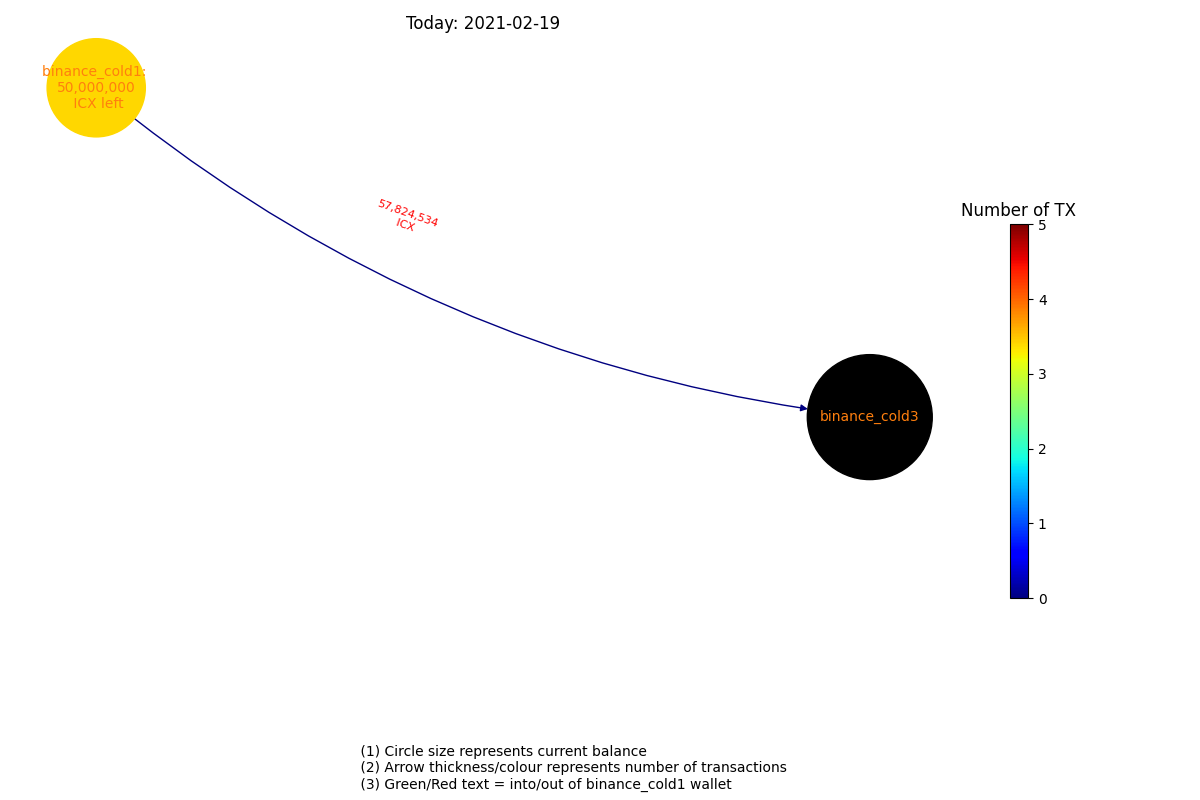 Today: 2021-02-19
binance_cold1:
50,000,000
ICX left
57,824,534
ICX
Number of TX
5
4
3
2
1
0
binance_cold3
(1) Circle size represents current balance
(2) Arrow thickness/colour represents number of transactions
(3) Green/Red text = into/out of binance_cold1 wallet